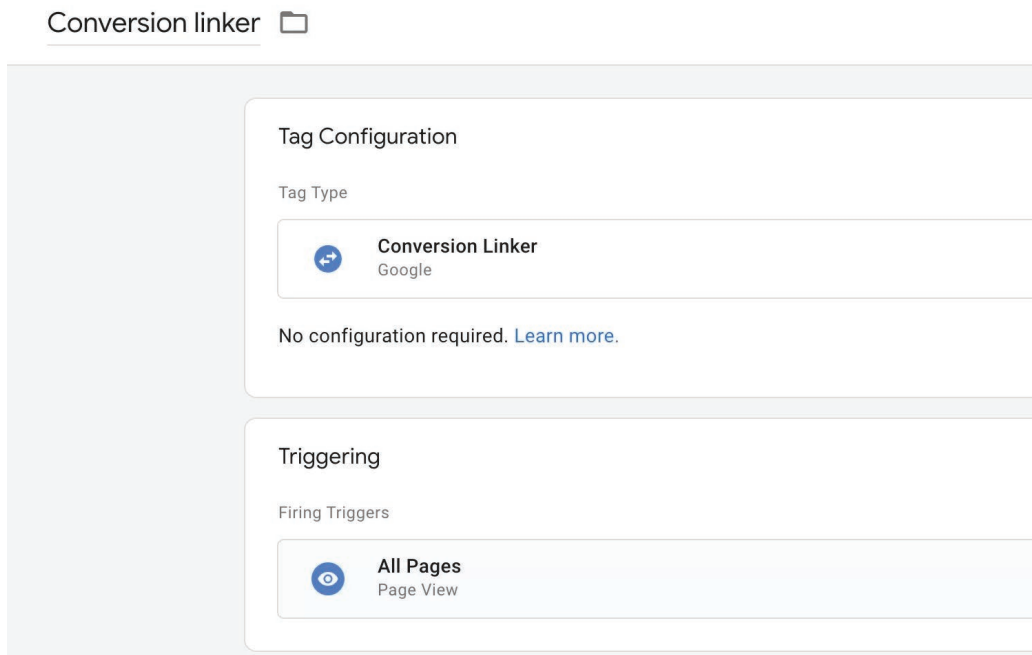 Conversion linker
Tag Configuration
Tag Type
Conversion Linker
Google
No configuration required. Learn more.
Triggering
Firing Triggers
All Pages
Page View